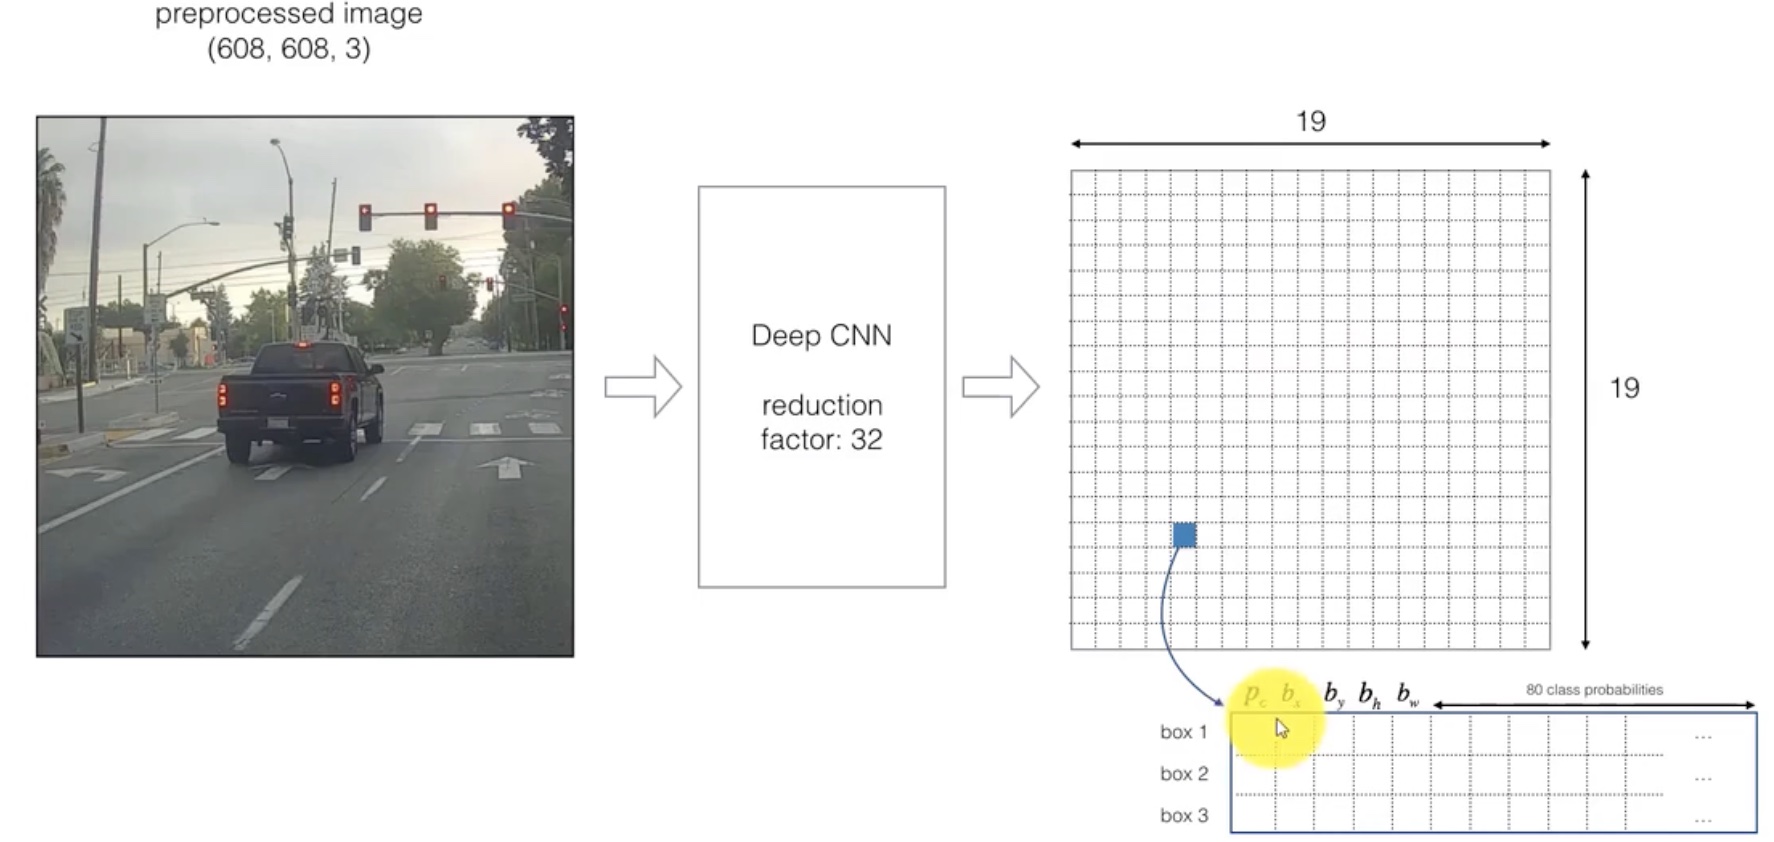 preprocessed image
(608, 608, 3)
Deep CNN
reduction
factor: 32
19
19
p_c b_x b_y b_h b_w 80 class probabilities
box 1 ...
box 2 ...
box 3 ...